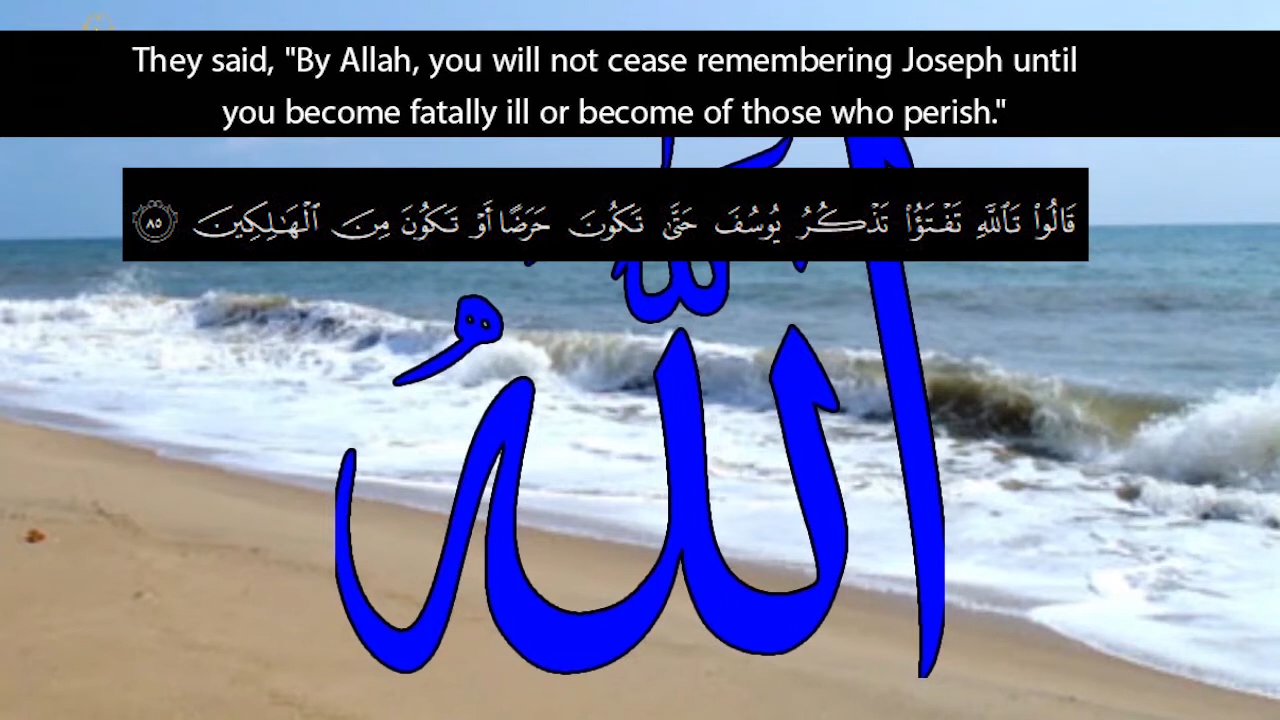 They said, "By Allah, you will not cease remembering Joseph until
you become fatally ill or become of those who perish."
قَالُوا۟ تَٱللَّهِ تَفْتَؤُا۟ تَذْكُرُ يُوسُفَ حَتَّىٰ تَكُونَ حَرَضًا أَوْ تَكُونَ مِنَ ٱلْهَـٰلِكِينَ ٨٥
الله